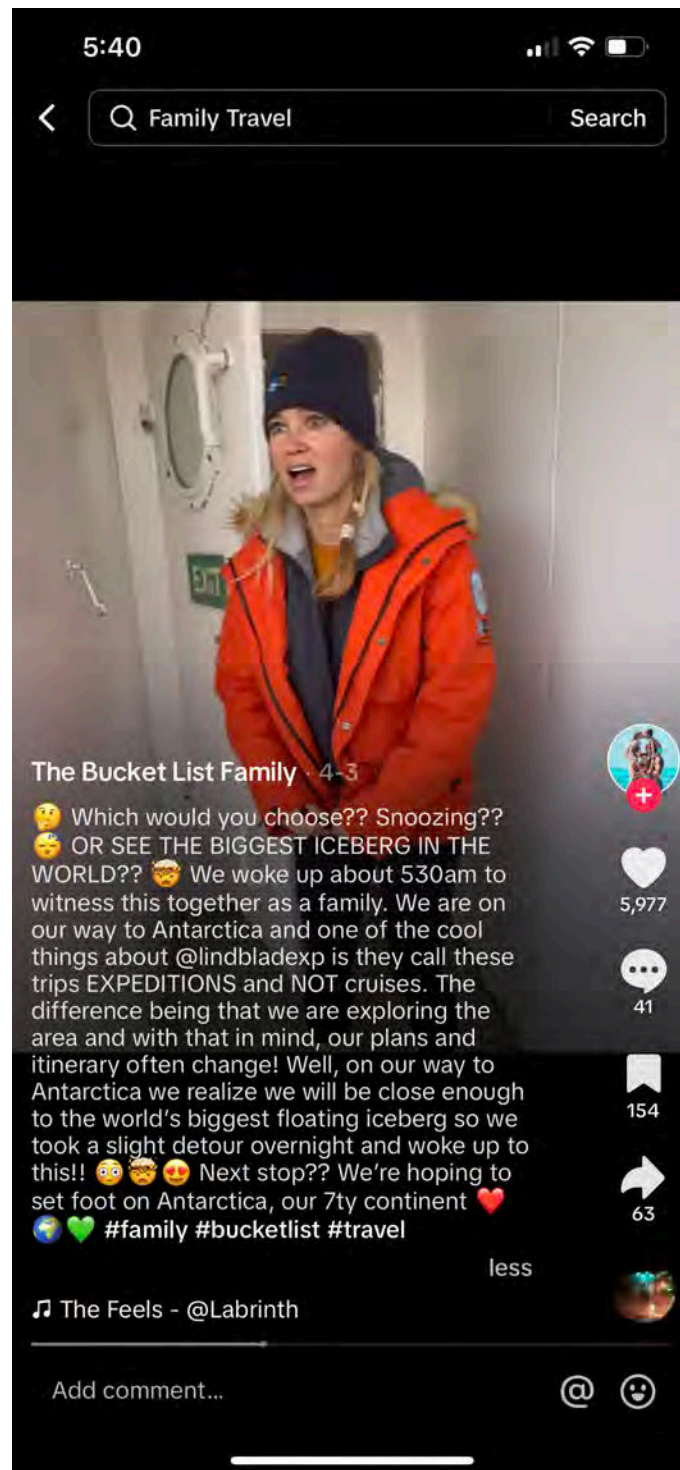 5:40
Family Travel
Search
The Bucket List Family · 4-3
🤔 Which would you choose?? Snoozing??
😴 OR SEE THE BIGGEST ICEBERG IN THE
WORLD?? 🤯 We woke up about 530am to
witness this together as a family. We are on
our way to Antarctica and one of the cool
things about @lindbladexp is they call these
trips EXPEDITIONS and NOT cruises. The
difference being that we are exploring the
area and with that in mind, our plans and
itinerary often change! Well, on our way to
Antarctica we realize we will be close enough
to the world's biggest floating iceberg so we
took a slight detour overnight and woke up to
this!! 😳🤯😍 Next stop?? We're hoping to
set foot on Antarctica, our 7ty continent ❤️
🌍💚 #family #bucketlist #travel
less
🎵 The Feels - @Labrinth
5,977
41
154
63
Add comment...